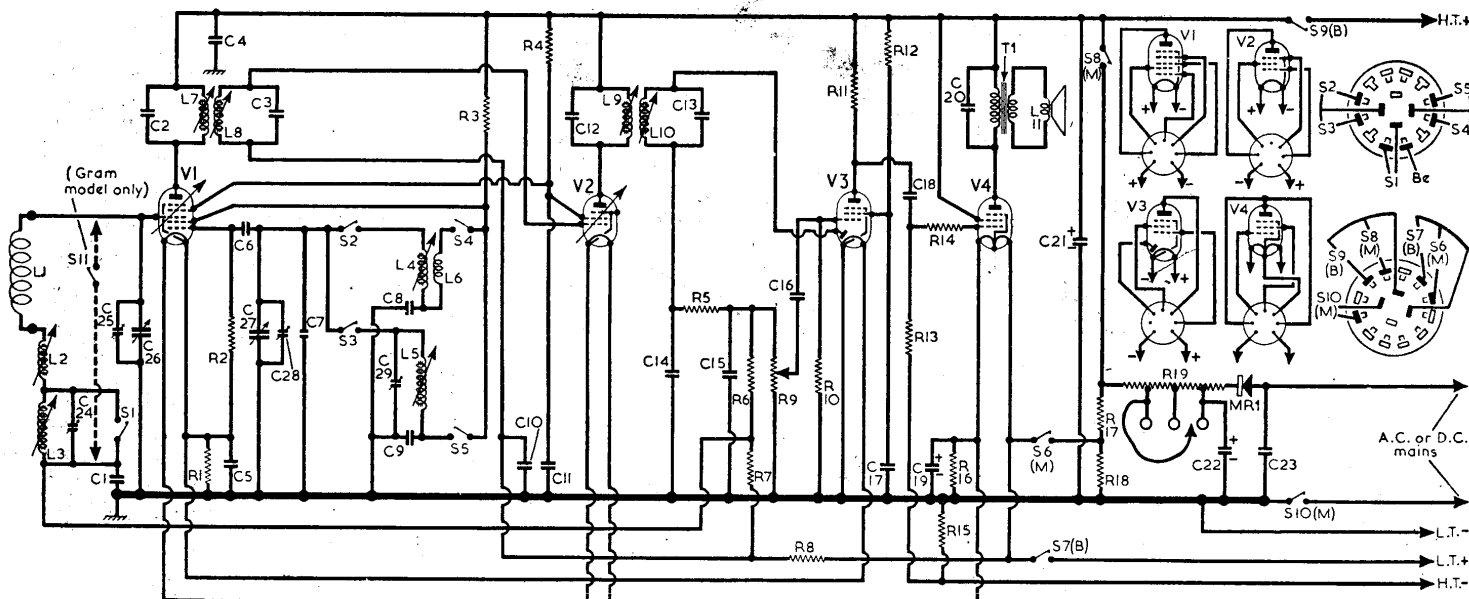 C4
R4
R12
S9(B)
H.T.+
L7
C3
C2
L8
R3
L9
C13
C12
L10
R11
C
20
T1
L
11
S8
(M)
V1
V2
S2
S3
S5
S4
S1
Be
(Gram
model only)
V1
V2
V3
C18
V4
S11
C6
S2
S4
R14
L4
L6
C16
C21
+
-
V3
V4
S9
(B)
S8
(M)
S7
(B)
S6
(M)
S10
(M)
L1
C
25
C
26
L2
R2
C
27
C28
C7
C8
S3
C
29
L5
R5
R13
C14
C15
R6
R9
R
10
R19
MR1
C
24
S1
L3
C1
R1
C5
C9
S5
C10
C11
R7
C
17
C
19
+
-
R
16
S6
(M)
R
17
R18
C22
+
-
C23
A.C. or D.C.
mains
S10(M)
R15
L.T.-
R8
S7(B)
L.T.+
H.T.-